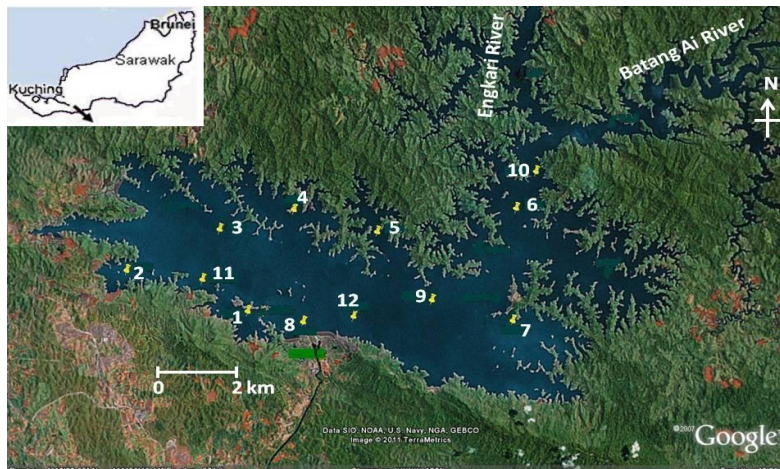 Brunei
Sarawak
Kuching
Engkari River
Batang Ai River
N
10
4
6
3
5
2
11
9
1
12
8
7
0 2 km
Data SIO, NOAA, U.S. Navy, NGA, GEBCO
Image © 2011 TerraMetrics
©2007 Google